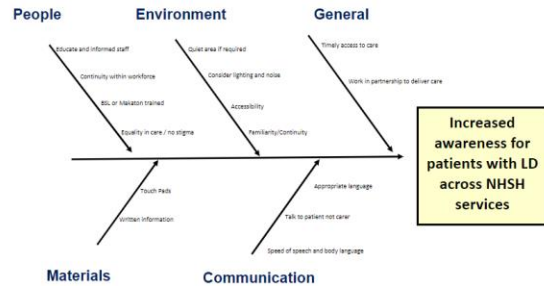 People
Environment
General
Educate and informed staff
Continuity within workforce
BSL or Makaton trained
Equality in care / no stigma
Quiet area if required
Consider lighting and noise
Accessibility
Familiarity/Continuity
Timely access to care
Work in partnership to deliver care
Increased
awareness for
patients with LD
across NHSH
services
Touch Pads
Written information
Appropriate language
Talk to patient not carer
Speed of speech and body language
Materials
Communication